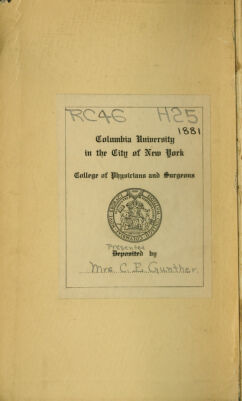 RC46 H25
1881
Columbia University
in the City of New York
College of Physicians and Surgeons
Presented
Deposited by
Mrs. C. E. Gunther.